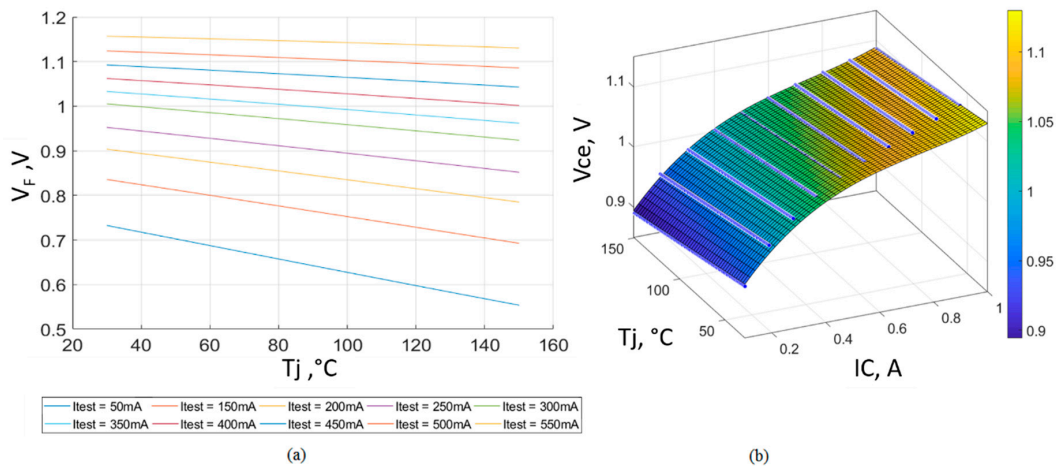 1.2
1.1
1
0.9
0.8
0.7
0.6
0.5
V_F ,V
20 40 60 80 100 120 140 160
Tj ,°C
Itest = 50mA Itest = 150mA Itest = 200mA Itest = 250mA Itest = 300mA
Itest = 350mA Itest = 400mA Itest = 450mA Itest = 500mA Itest = 550mA
(a)
1.1
1
0.9
Vce, V
150
100
50
Tj, °C
0.2 0.4 0.6 0.8 1
IC, A
1.1
1.05
1
0.95
0.9
(b)